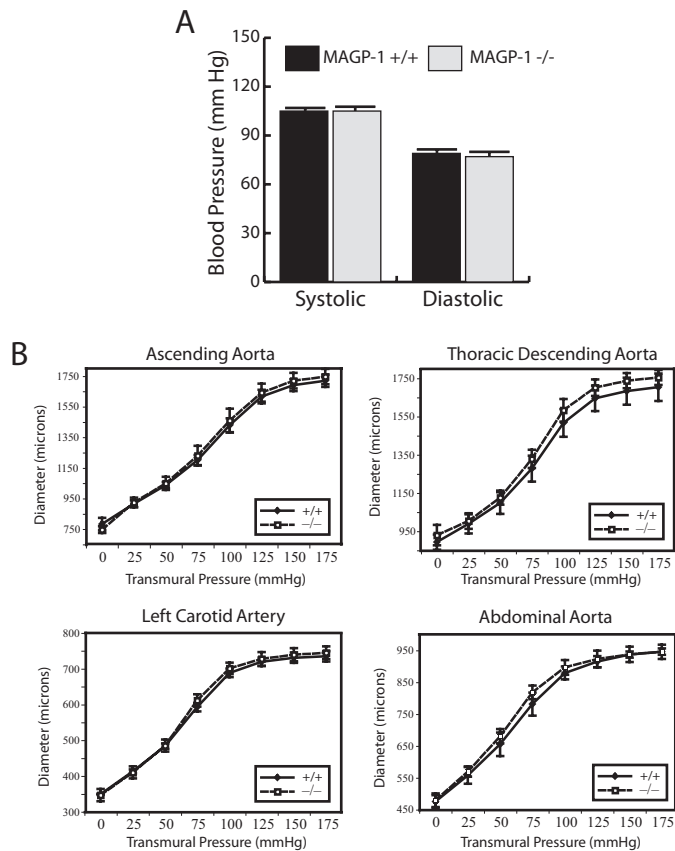 A
150
120
90
60
30
0
Blood Pressure (mm Hg)
MAGP-1 +/+
MAGP-1 -/-
Systolic
Diastolic
B
Ascending Aorta
1750
1550
1350
1150
950
750
Diameter (microns)
+/+
–/–
0 25 50 75 100 125 150 175
Transmural Pressure (mmHg)
Thoracic Descending Aorta
1750
1550
1350
1150
950
Diameter (microns)
+/+
–/–
0 25 50 75 100 125 150 175
Transmural Pressure (mmHg)
Left Carotid Artery
800
700
600
500
400
300
Diameter (microns)
+/+
–/–
0 25 50 75 100 125 150 175
Transmural Pressure (mmHg)
Abdominal Aorta
950
850
750
650
550
450
Diameter (microns)
+/+
–/–
0 25 50 75 100 125 150 175
Transmural Pressure (mmHg)